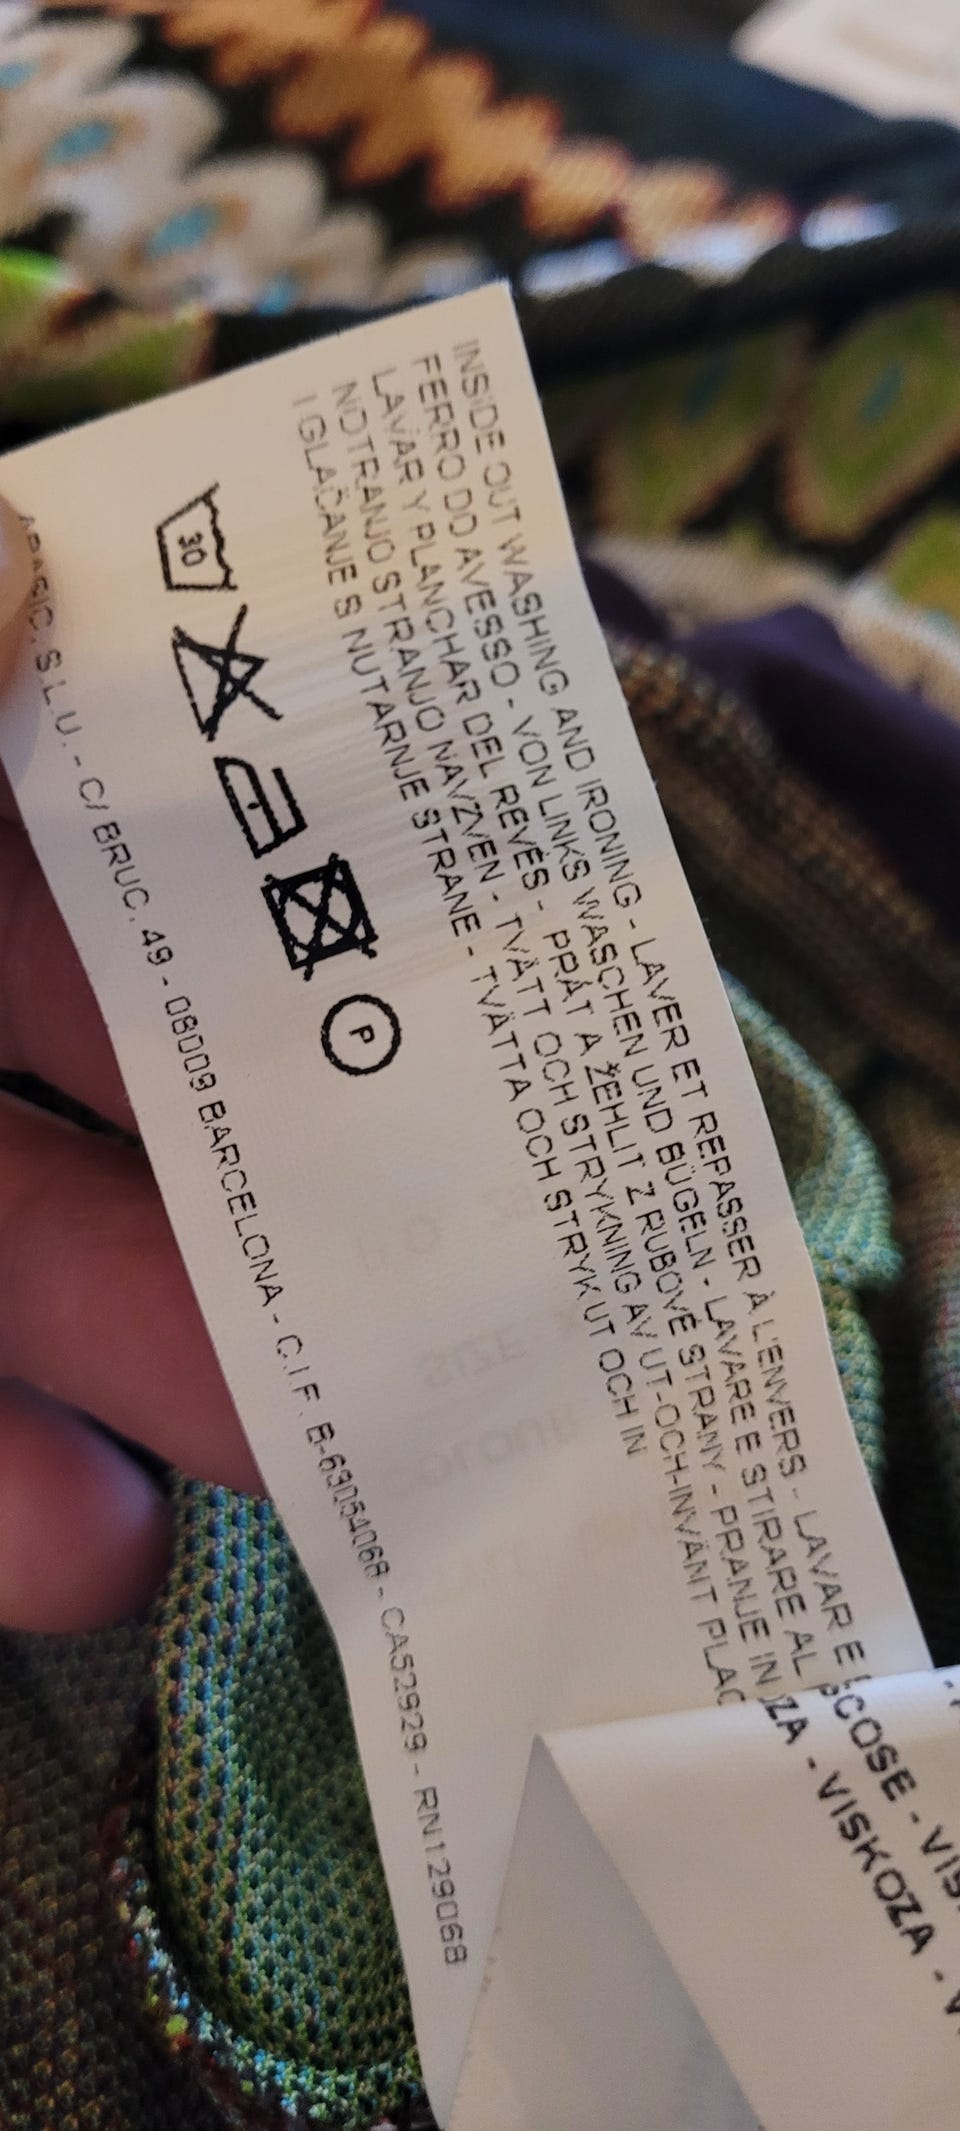 INSIDE OUT WASHING AND IRONING - LAVER ET REPASSER À L'ENVERS - LAVAR E
FERRO DO AVESSO - VON LINKS WASCHEN UND BÜGELN - LAVARE E STIRARE AL
LAVAR Y PLANCHAR DEL REVÉS - PRÁT A ŽEHLIT Z RUBOVÉ STRANY - PRANJE IN
NOTRANJO STRANJO NAVZVEN - TVÄTT OCH STRYKNING AV UT-OCH-INVÄNT
I GLAČANJE S NUTARNJE STRANE - TVÄTTA OCH STRYK UT OCH IN
30
P
S.L.U. - C/ BRUC. 49 - 08009 BARCELONA - C.I.F. B-63054068 - CA52929 - RN129068
- VISKOZA -